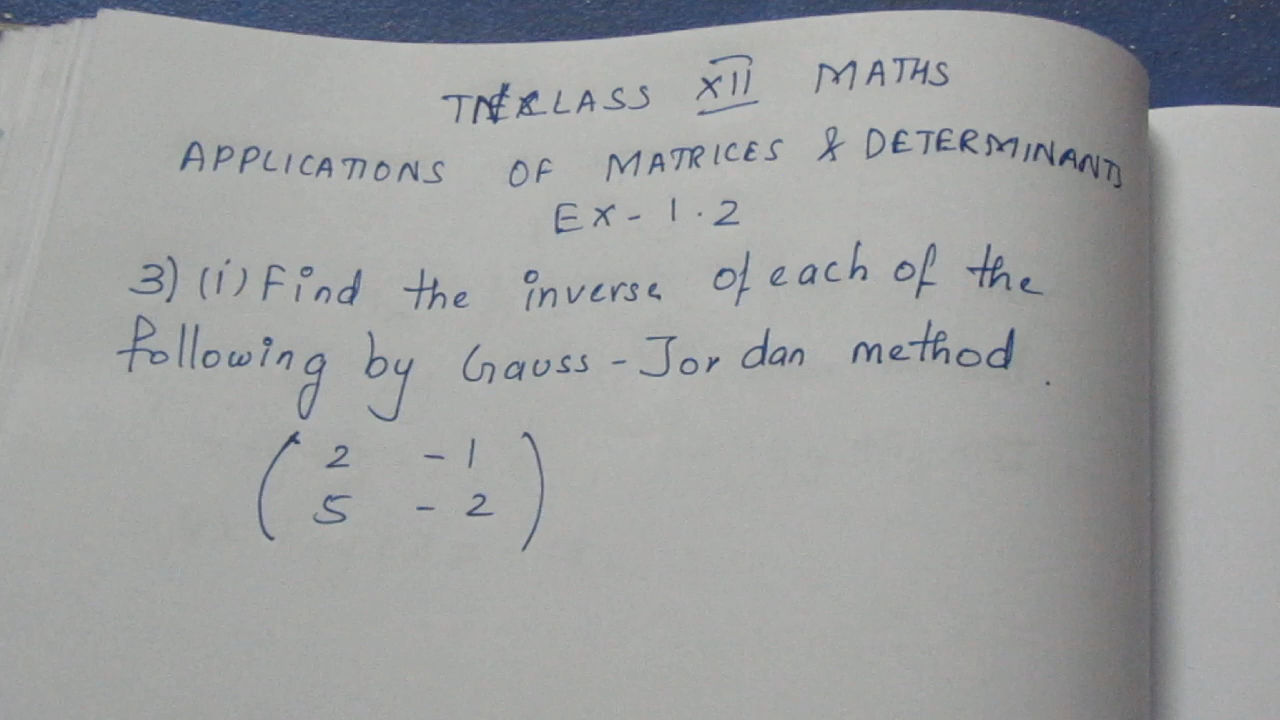 TN CLASS XII MATHS
APPLICATIONS OF MATRICES & DETERMINANTS
EX-1.2
3) (i) Find the inverse of each of the
following by Gauss-Jordan method.
2 -1
5 -2